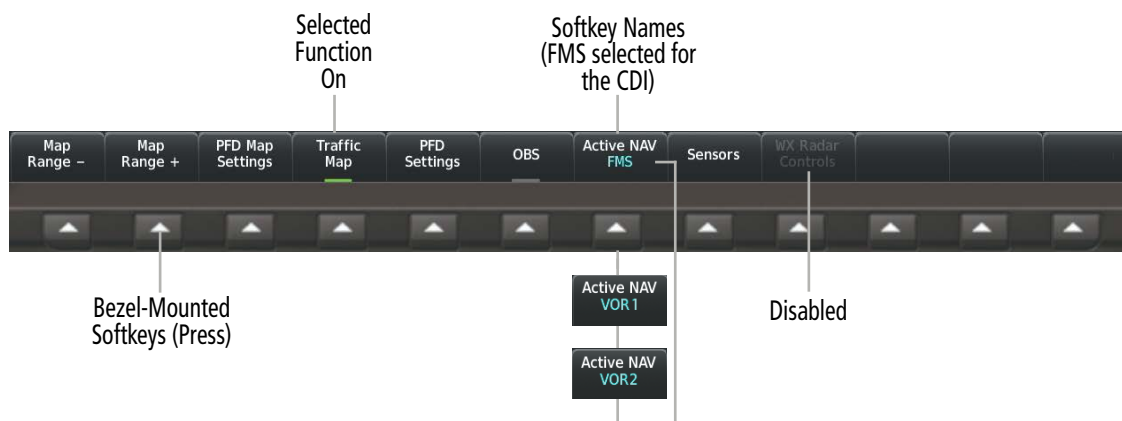 Selected
Function
On
Softkey Names
(FMS selected for
the CDI)
Map
Range −
Map
Range +
PFD Map
Settings
Traffic
Map
PFD
Settings
OBS
Active NAV
FMS
Sensors
WX Radar
Controls
Bezel-Mounted
Softkeys (Press)
Active NAV
VOR1
Disabled
Active NAV
VOR2